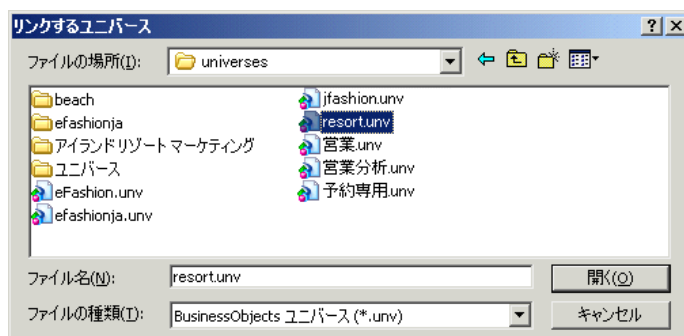 リンクするユニバース
ファイルの場所(I): universes
beach
efashionja
アイランドリゾート マーケティング
ユニバース
eFashion.unv
efashionja.unv
jfashion.unv
resort.unv
営業.unv
営業分析.unv
予約専用.unv
ファイル名(N): resort.unv 開く(O)
ファイルの種類(T): BusinessObjects ユニバース (*.unv) キャンセル